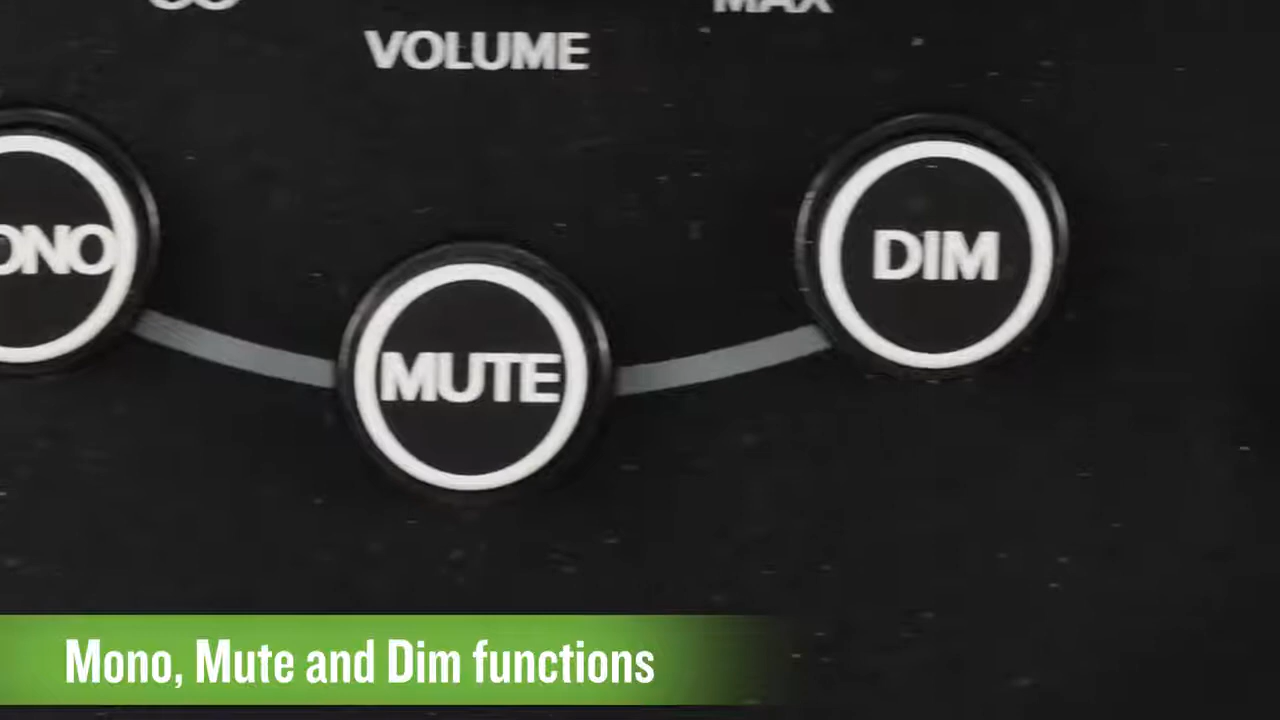 MAX
VOLUME
ONO
MUTE
DIM
Mono, Mute and Dim functions